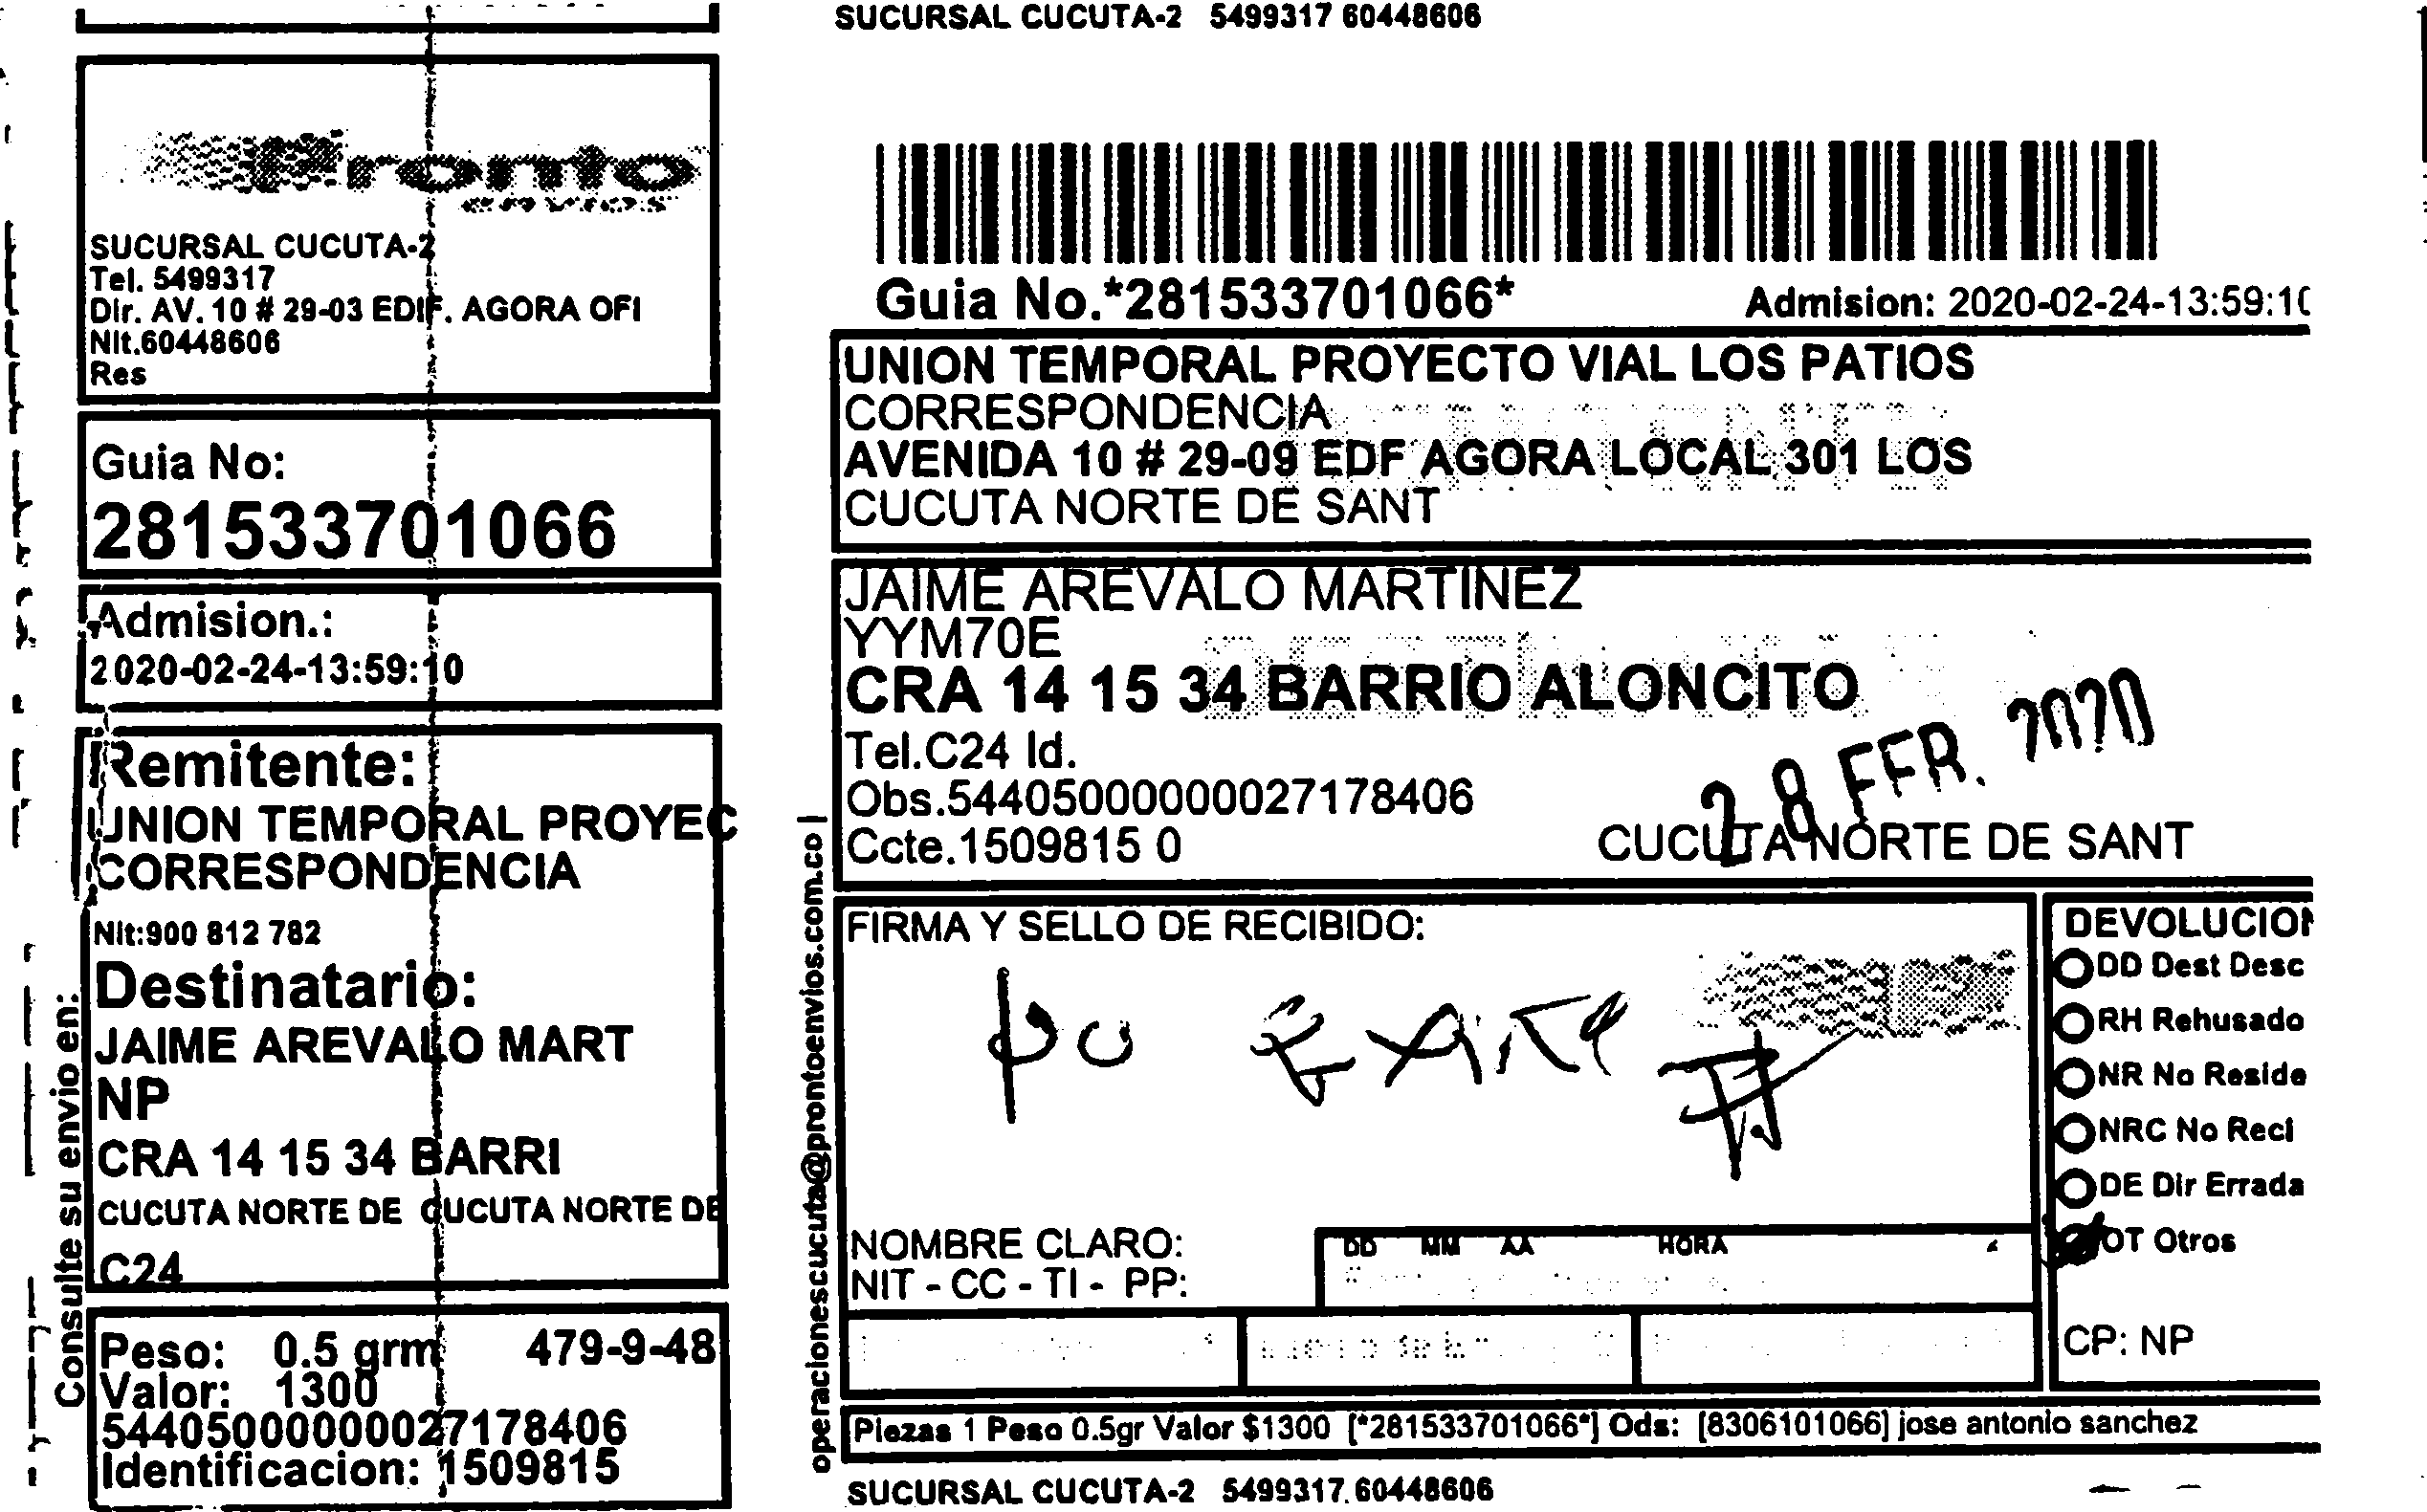 SUCURSAL CUCUTA-2 5499317 60448606
Pronto
envios
SUCURSAL CUCUTA-2
Tel. 5499317
Dir. AV. 10 # 29-03 EDIF. AGORA OFI
Nit.60448606
Res
Guia No:
281533701066
Admision.:
2020-02-24-13:59:10
Remitente:
UNION TEMPORAL PROYEC
CORRESPONDENCIA
Nit:900 812 782
Destinatario:
JAIME AREVALO MART
NP
CRA 14 15 34 BARRI
CUCUTA NORTE DE CUCUTA NORTE DE
C24
Peso: 0.5 grm 479-9-48
Valor: 1300
544050000000027178406
Identificacion: 1509815
Consulte su envio en:
operacionescucuta@prontoenvios.com.co |
Guia No.*281533701066*
Admision: 2020-02-24-13:59:10
UNION TEMPORAL PROYECTO VIAL LOS PATIOS
CORRESPONDENCIA
AVENIDA 10 # 29-09 EDF AGORA LOCAL 301 LOS
CUCUTA NORTE DE SANT
JAIME AREVALO MARTINEZ
YYM70E
CRA 14 15 34 BARRIO ALONCITO
Tel.C24 Id.
Obs.544050000000027178406
Ccte.1509815 0
CUCUTA NORTE DE SANT
28 FEB. 2020
FIRMA Y SELLO DE RECIBIDO:
NOMBRE CLARO:
NIT - CC - TI - PP:
DD MM AA HORA
DEVOLUCION
DD Dest Desc
RH Rehusado
NR No Reside
NRC No Reci
DE Dir Errada
OT Otros
CP: NP
Piezas 1 Peso 0.5gr Valor $1300 [*281533701066*] Ods: [8306101066] jose antonio sanchez
SUCURSAL CUCUTA-2 5499317 60448606